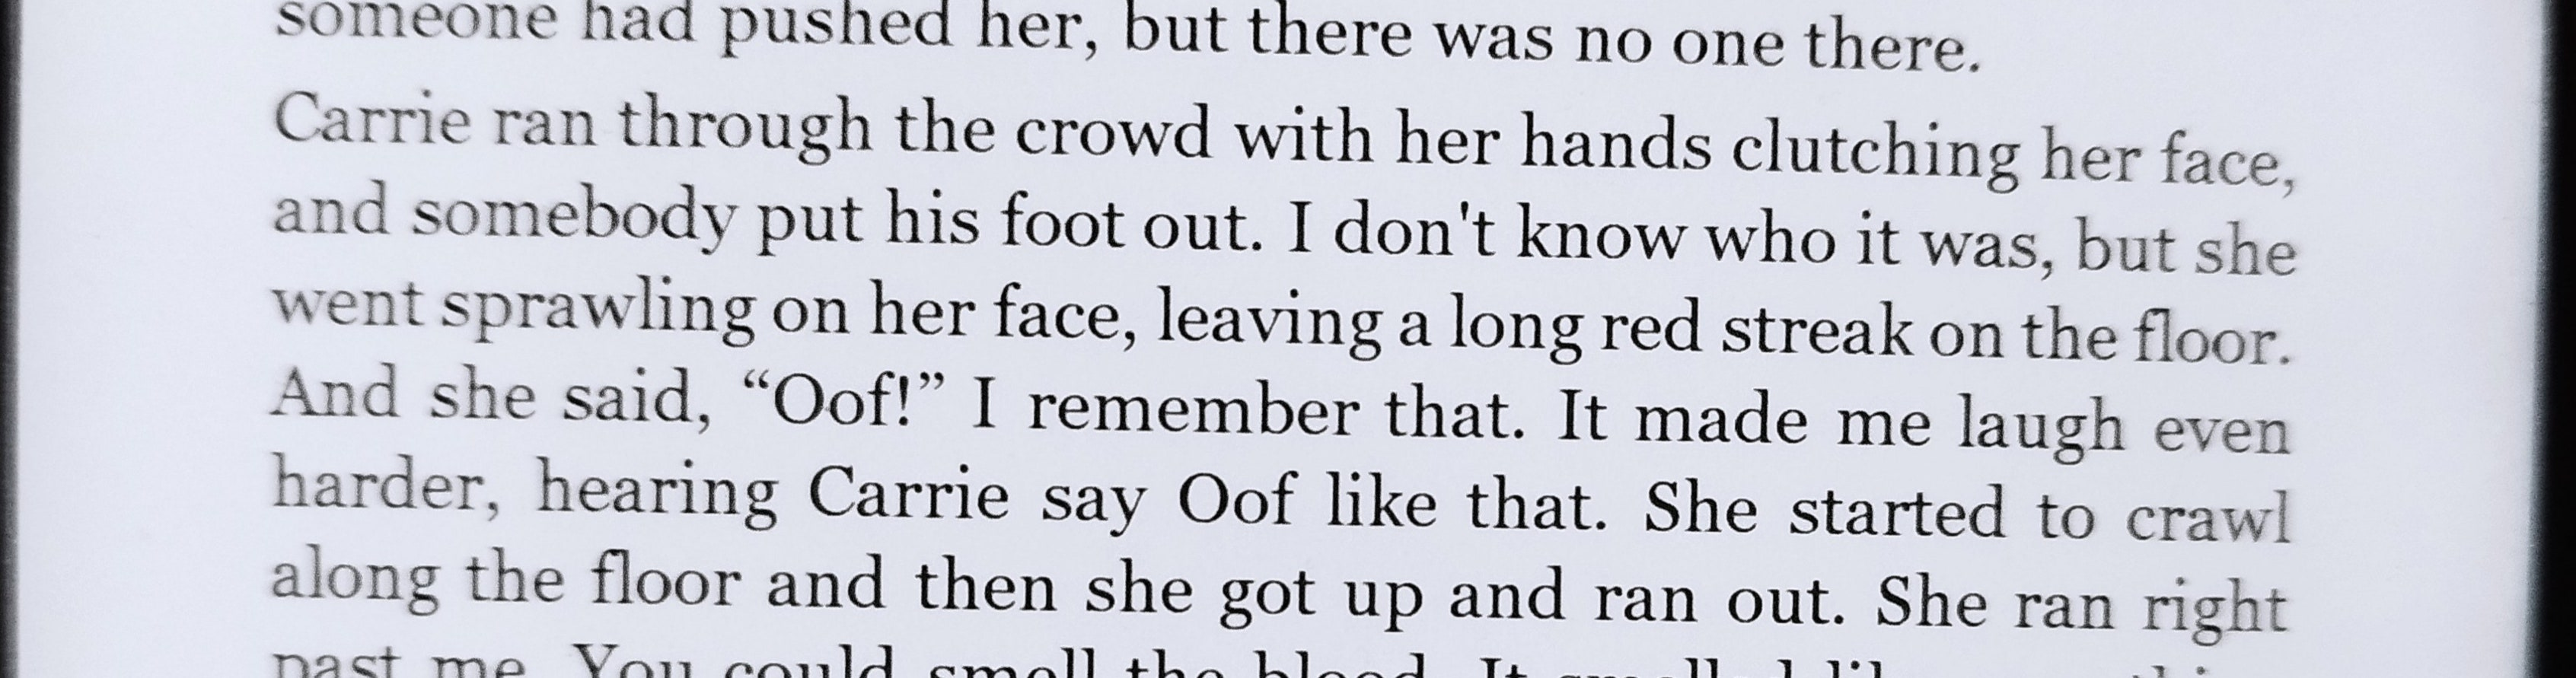 someone had pushed her, but there was no one there.
Carrie ran through the crowd with her hands clutching her face,
and somebody put his foot out. I don't know who it was, but she
went sprawling on her face, leaving a long red streak on the floor.
And she said, “Oof!” I remember that. It made me laugh even
harder, hearing Carrie say Oof like that. She started to crawl
along the floor and then she got up and ran out. She ran right
past me. You could smell the blood. It